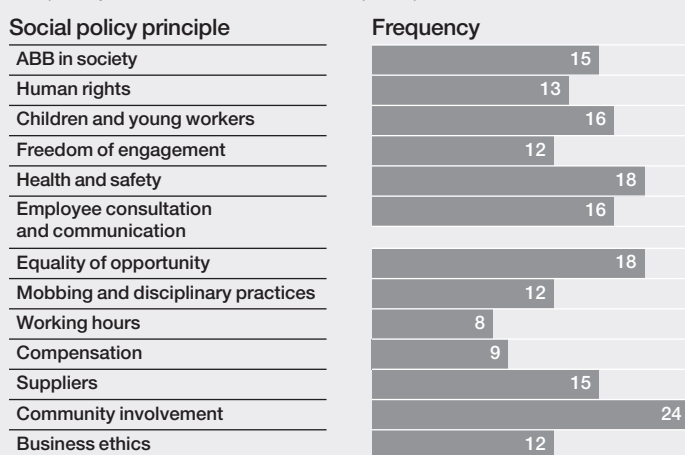 Social policy principle Frequency
ABB in society 15
Human rights 13
Children and young workers 16
Freedom of engagement 12
Health and safety 18
Employee consultation 16
and communication
Equality of opportunity 18
Mobbing and disciplinary practices 12
Working hours 8
Compensation 9
Suppliers 15
Community involvement 24
Business ethics 12